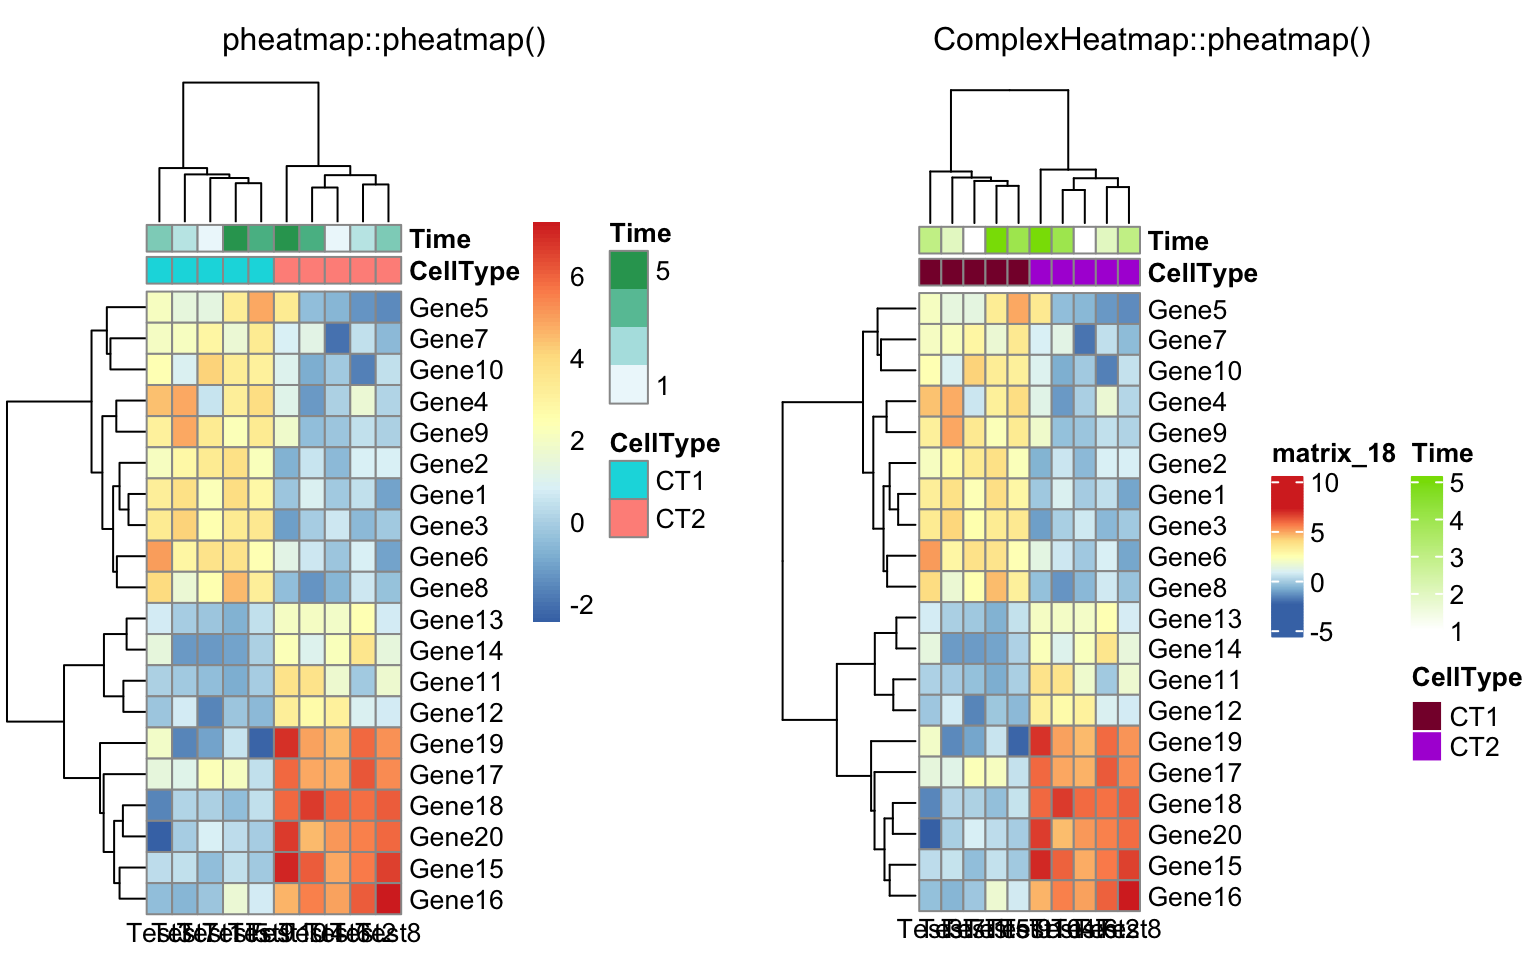 pheatmap::pheatmap()
Time
CellType
Gene5
Gene7
Gene10
Gene4
Gene9
Gene2
Gene1
Gene3
Gene6
Gene8
Gene13
Gene14
Gene11
Gene12
Gene19
Gene17
Gene18
Gene20
Gene15
Gene16
6
4
2
0
-2
Time
5
1
CellType
CT1
CT2
ComplexHeatmap::pheatmap()
Time
CellType
Gene5
Gene7
Gene10
Gene4
Gene9
Gene2
Gene1
Gene3
Gene6
Gene8
Gene13
Gene14
Gene11
Gene12
Gene19
Gene17
Gene18
Gene20
Gene15
Gene16
matrix_18
10
5
0
-5
Time
5
4
3
2
1
CellType
CT1
CT2